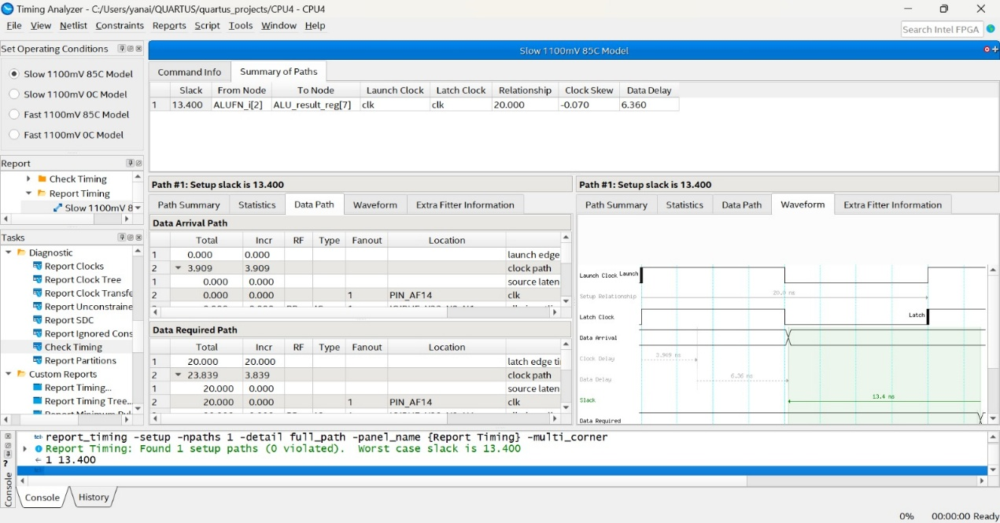 Timing Analyzer - C:/Users/yanai/QUARTUS/quartus_projects/CPU4 - CPU4
File View Netlist Constraints Reports Script Tools Window Help
Search Intel FPGA
Set Operating Conditions
Slow 1100mV 85C Model
Slow 1100mV 0C Model
Fast 1100mV 85C Model
Fast 1100mV 0C Model
Report
Check Timing
Report Timing
Slow 1100mV 8
Tasks
Diagnostic
Report Clocks
Report Clock Tree
Report Clock Transfe
Report Unconstraine
Report SDC
Report Ignored Cons
Check Timing
Report Partitions
Custom Reports
Report Timing...
Report Timing Tree...
Slow 1100mV 85C Model
Command Info Summary of Paths
Slack From Node To Node Launch Clock Latch Clock Relationship Clock Skew Data Delay
1 13.400 ALUFN_i[2] ALU_result_reg[7] clk clk 20.000 -0.070 6.360
Path #1: Setup slack is 13.400
Path Summary Statistics Data Path Waveform Extra Fitter Information
Data Arrival Path
Total Incr RF Type Fanout Location
1 0.000 0.000 launch edge
2 3.909 3.909 clock path
1 0.000 0.000 source laten
2 0.000 0.000 1 PIN_AF14 clk
Data Required Path
Total Incr RF Type Fanout Location
1 20.000 20.000 latch edge ti
2 23.839 3.839 clock path
1 20.000 0.000 source laten
2 20.000 0.000 1 PIN_AF14 clk
Path #1: Setup slack is 13.400
Path Summary Statistics Data Path Waveform Extra Fitter Information
Launch Clock Launch
Setup Relationship 20.0 ns
Latch Clock Latch
Data Arrival
Clock Delay 3.909 ns
Data Delay 6.36 ns
Slack 13.4 ns
Data Required
Console
tcl> report_timing -setup -npaths 1 -detail full_path -panel_name {Report Timing} -multi_corner
Report Timing: Found 1 setup paths (0 violated). Worst case slack is 13.400
1 13.400
Console History
0% 00:00:00 Ready